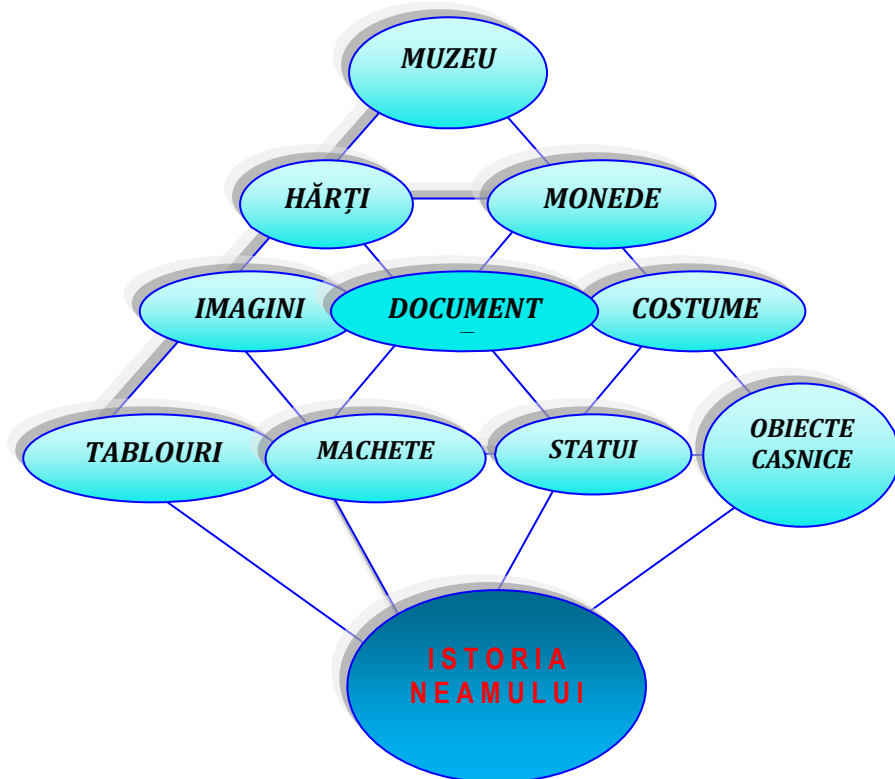 MUZEU
HĂRȚI
MONEDE
IMAGINI
DOCUMENT
COSTUME
TABLOURI
MACHETE
STATUI
OBIECTE
CASNICE
ISTORIA
NEAMULUI